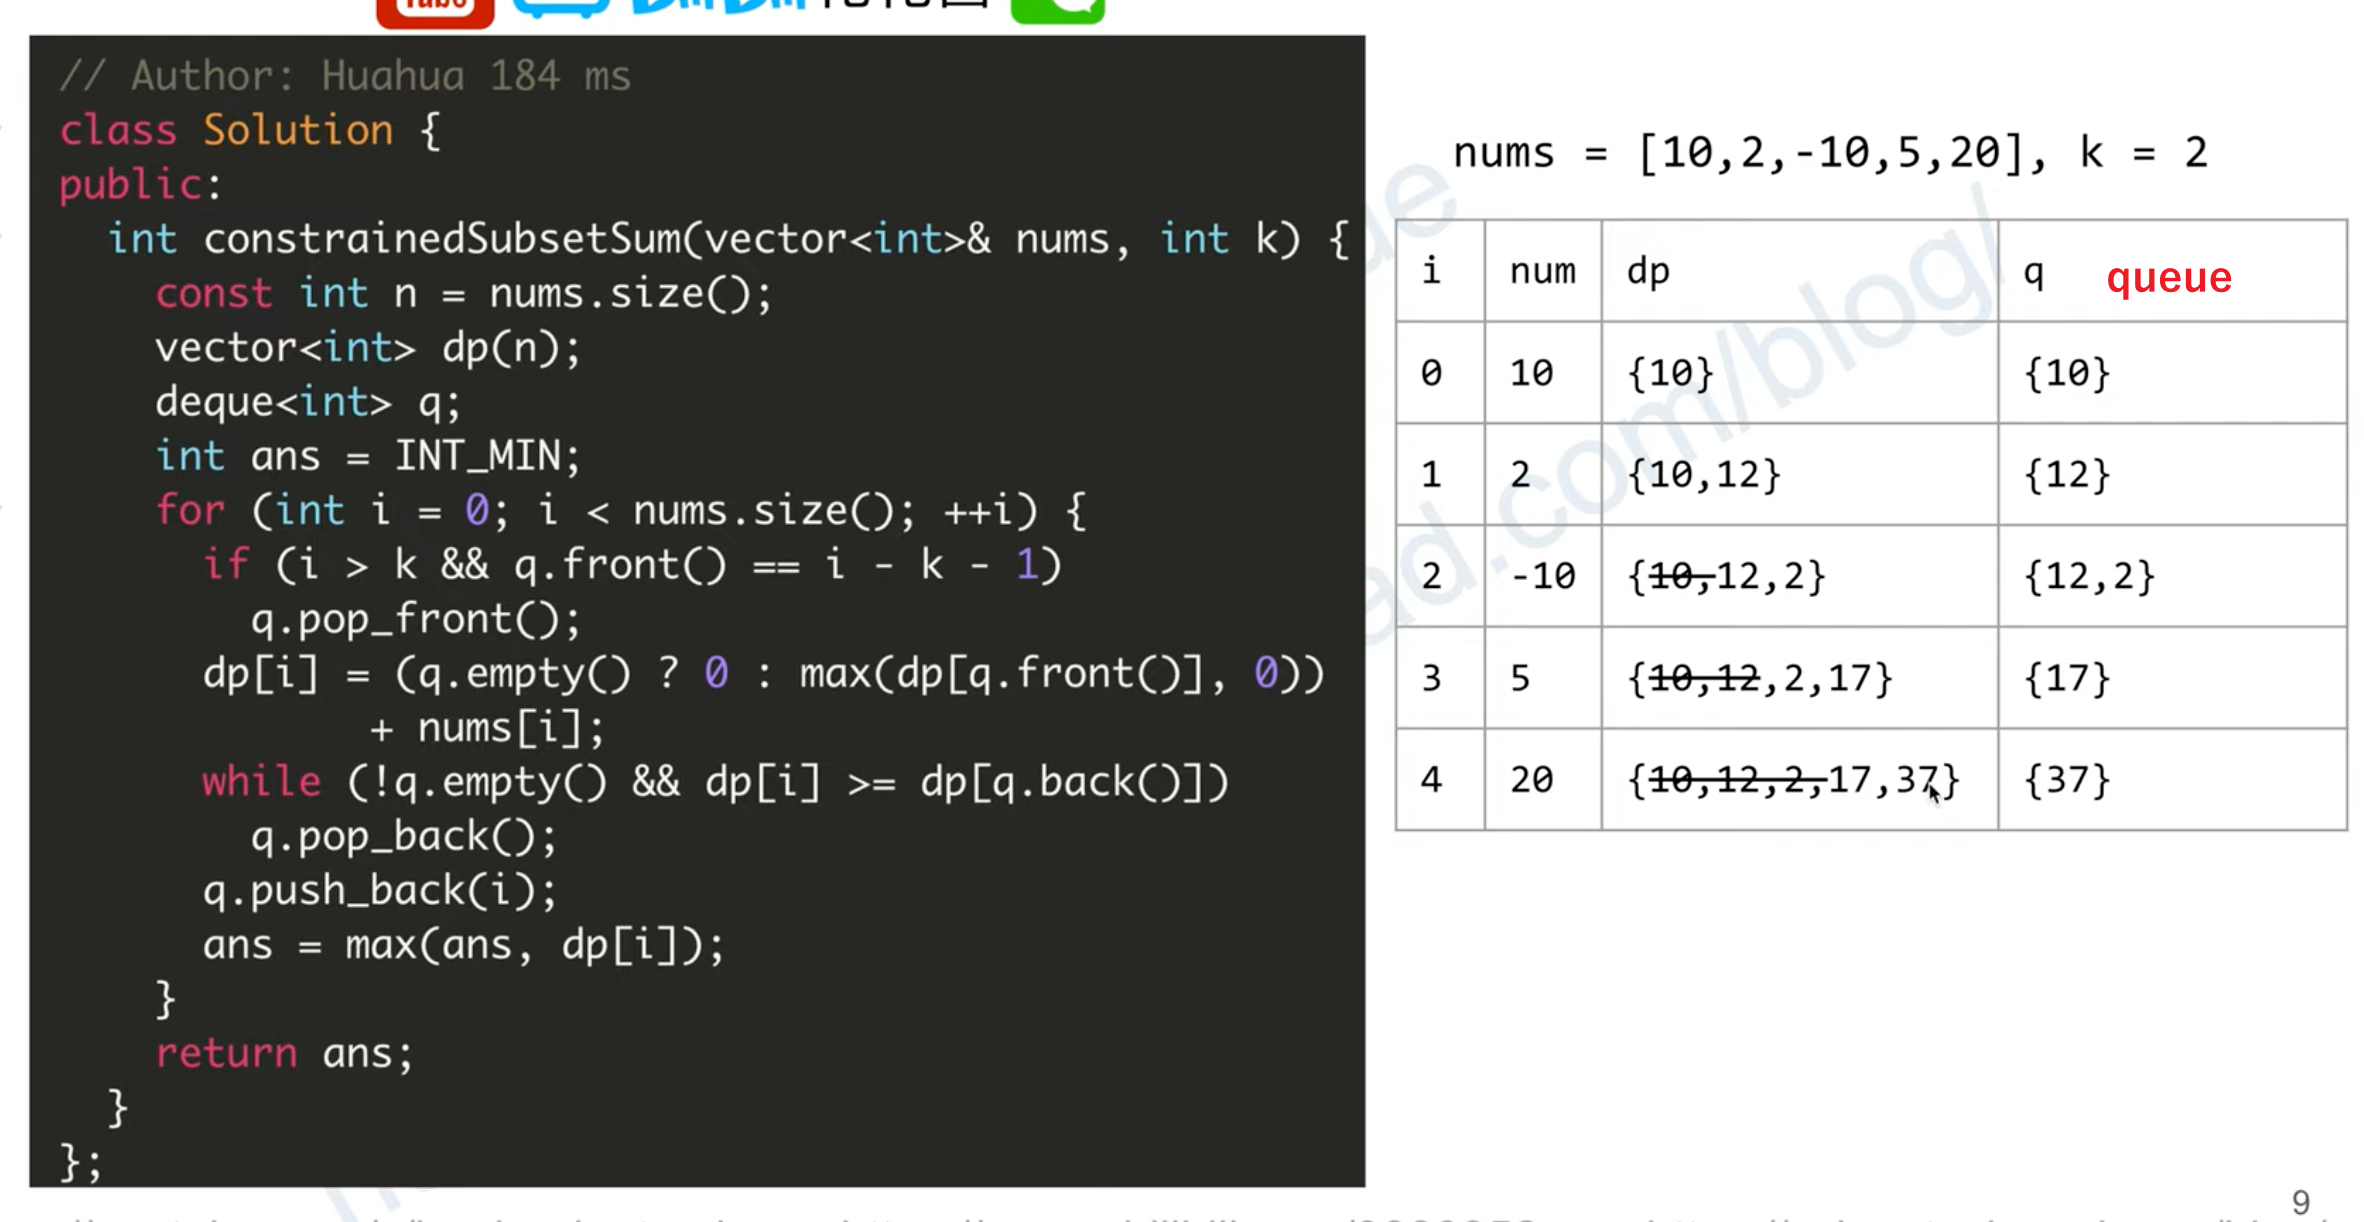 // Author: Huahua 184 ms
class Solution {
public:
  int constrainedSubsetSum(vector<int>& nums, int k) {
    const int n = nums.size();
    vector<int> dp(n);
    deque<int> q;
    int ans = INT_MIN;
    for (int i = 0; i < nums.size(); ++i) {
      if (i > k && q.front() == i - k - 1)
        q.pop_front();
      dp[i] = (q.empty() ? 0 : max(dp[q.front()], 0))
             + nums[i];
      while (!q.empty() && dp[i] >= dp[q.back()])
        q.pop_back();
      q.push_back(i);
      ans = max(ans, dp[i]);
    }
    return ans;
  }
};
nums = [10,2,-10,5,20], k = 2
i num dp q queue
0 10 {10} {10}
1 2 {10,12} {12}
2 -10 {10,12,2} {12,2}
3 5 {10,12,2,17} {17}
4 20 {10,12,2,17,37} {37}
.com/blog/
9